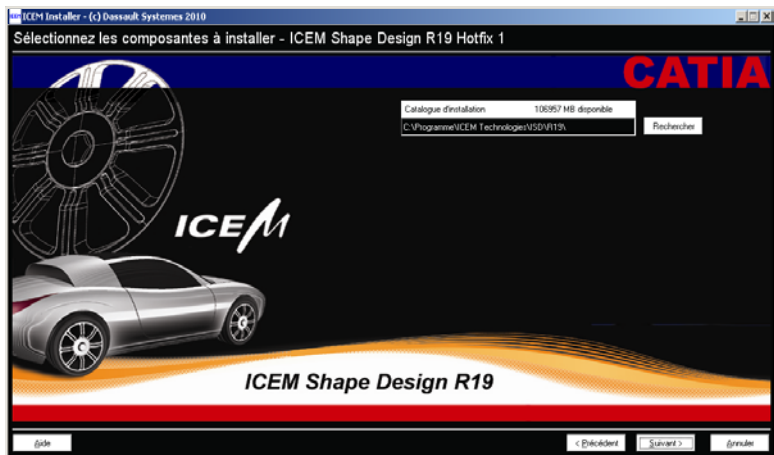 ICEM Installer - (c) Dassault Systemes 2010
Sélectionnez les composantes à installer - ICEM Shape Design R19 Hotfix 1
CATIA
Catalogue d'installation 106957 MB disponible
C:\Programme\ICEM Technologies\ISD\R19\ Rechercher
ICEM
ICEM Shape Design R19
Aide < Précédent Suivant > Annuler